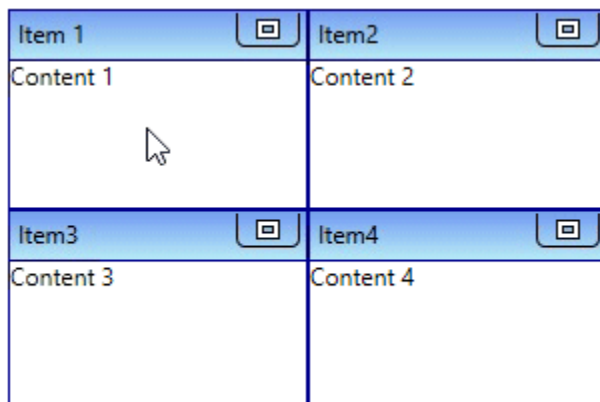 Item 1
Item2
Content 1
Content 2
Item3
Item4
Content 3
Content 4